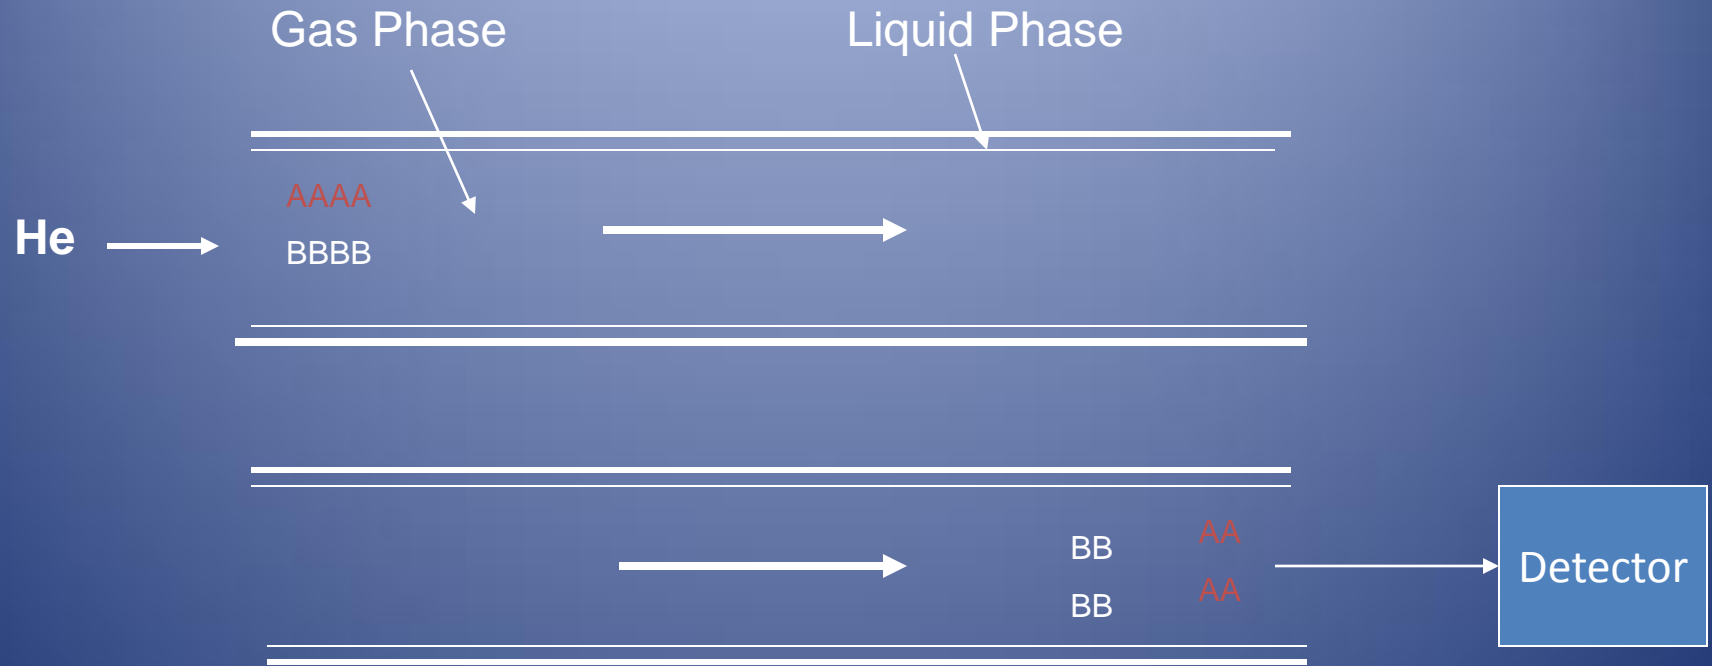 Gas Phase
Liquid Phase
AAAA
He
BBBB
BB
AA
BB
AA
Detector